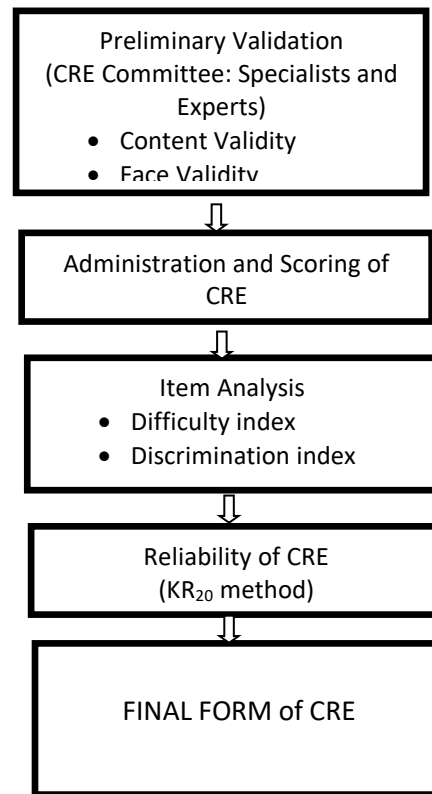 Preliminary Validation
(CRE Committee: Specialists and
Experts)
• Content Validity
• Face Validity
Administration and Scoring of
CRE
Item Analysis
• Difficulty index
• Discrimination index
Reliability of CRE
(KR₂₀ method)
FINAL FORM of CRE